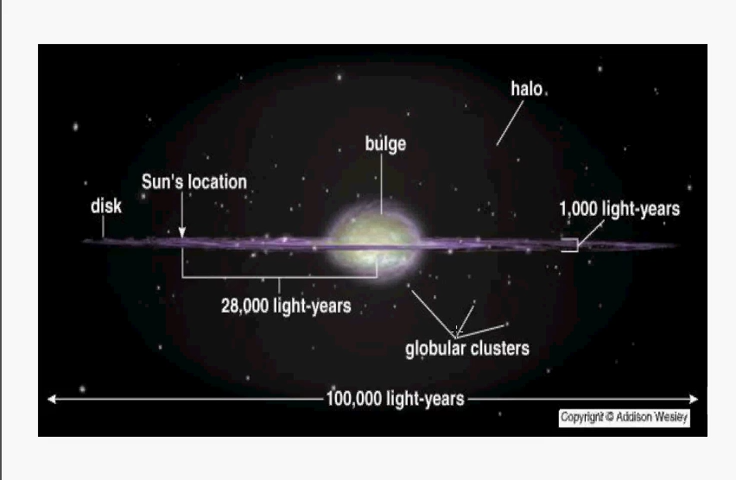 halo
bulge
Sun's location
disk
1,000 light-years
28,000 light-years
globular clusters
100,000 light-years
Copyright © Addison Wesley